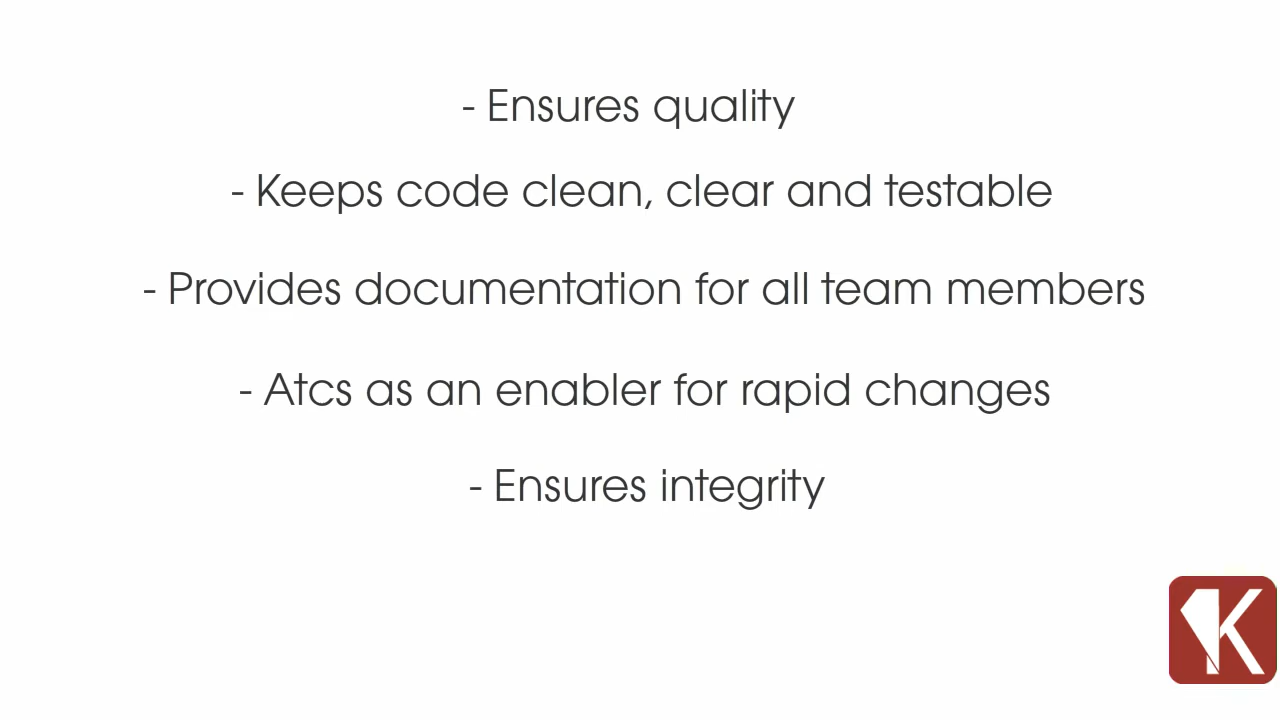 - Ensures quality
- Keeps code clean, clear and testable
- Provides documentation for all team members
- Atcs as an enabler for rapid changes
- Ensures integrity
K